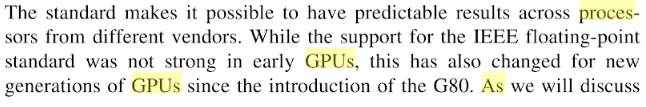 The standard makes it possible to have predictable results across proces-
sors from different vendors. While the support for the IEEE floating-point
standard was not strong in early GPUs, this has also changed for new
generations of GPUs since the introduction of the G80. As we will discuss